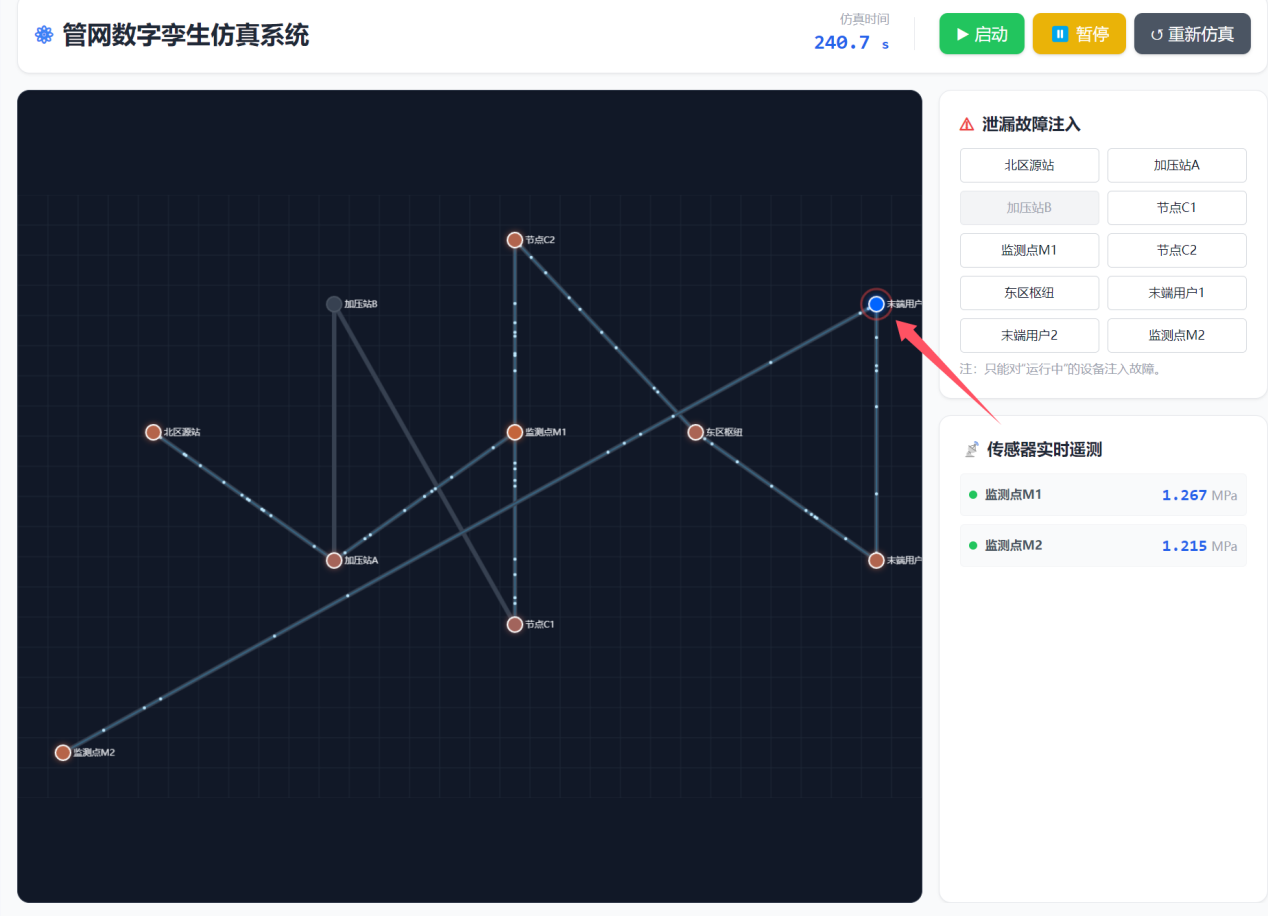 管网数字孪生仿真系统
仿真时间
240.7 s
启动
暂停
重新仿真
泄漏故障注入
北区源站
加压站A
加压站B
节点C1
监测点M1
节点C2
东区枢纽
末端用户1
末端用户2
监测点M2
注: 只能对"运行中"的设备注入故障。
传感器实时遥测
监测点M1
1.267 MPa
监测点M2
1.215 MPa
节点C2
加压站B
末端用户
北区源站
监测点M1
东区枢纽
加压站A
末端用户
节点C1
监测点M2